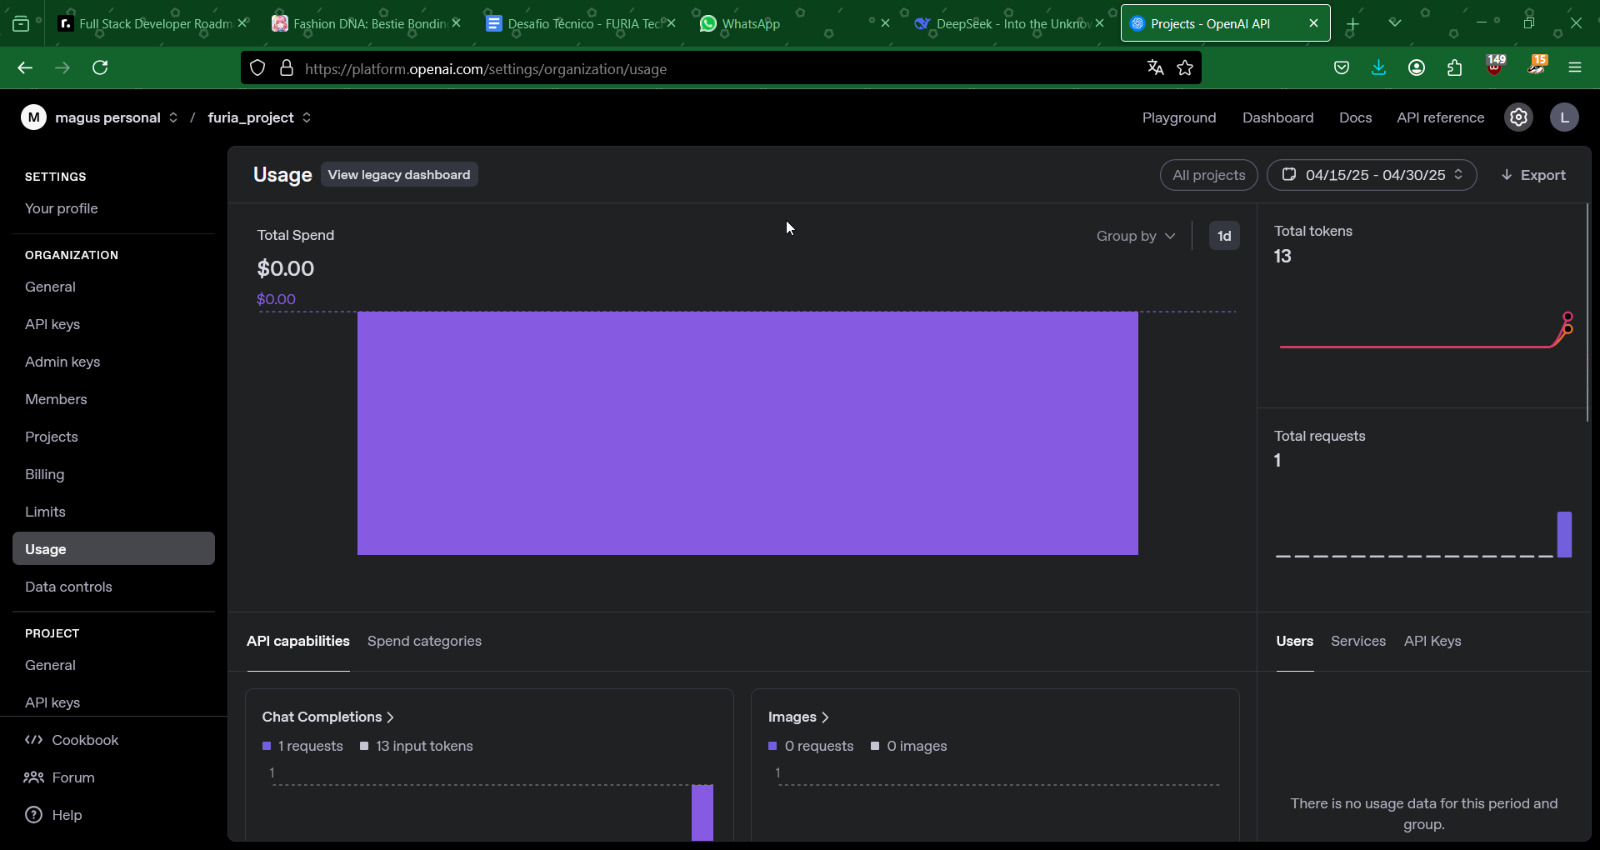 Full Stack Developer Roadm
Fashion DNA: Bestie Bondin
Desafio Técnico - FURIA Tec
WhatsApp
DeepSeek - Into the Unknov
Projects - OpenAI API
https://platform.openai.com/settings/organization/usage
149
15
M
magus personal
/
furia_project
Playground
Dashboard
Docs
API reference
L
SETTINGS
Your profile
ORGANIZATION
General
API keys
Admin keys
Members
Projects
Billing
Limits
Usage
Data controls
PROJECT
General
API keys
Cookbook
Forum
Help
Usage
View legacy dashboard
All projects
04/15/25 - 04/30/25
Export
Total Spend
$0.00
$0.00
Group by
1d
Total tokens
13
Total requests
1
API capabilities
Spend categories
Users
Services
API Keys
Chat Completions
1 requests
13 input tokens
1
Images
0 requests
0 images
1
There is no usage data for this period and
group.